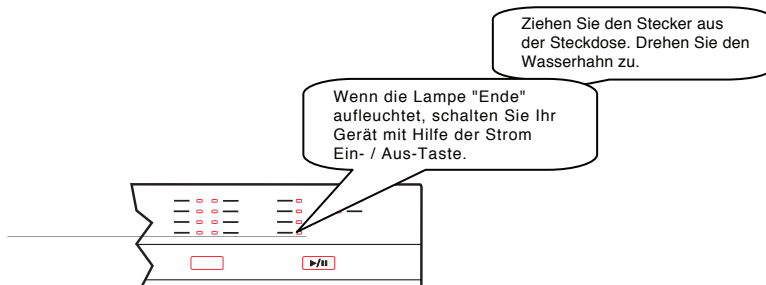 Ziehen Sie den Stecker aus
der Steckdose. Drehen Sie den
Wasserhahn zu.
Wenn die Lampe "Ende"
aufleuchtet, schalten Sie Ihr
Gerät mit Hilfe der Strom
Ein- / Aus-Taste.